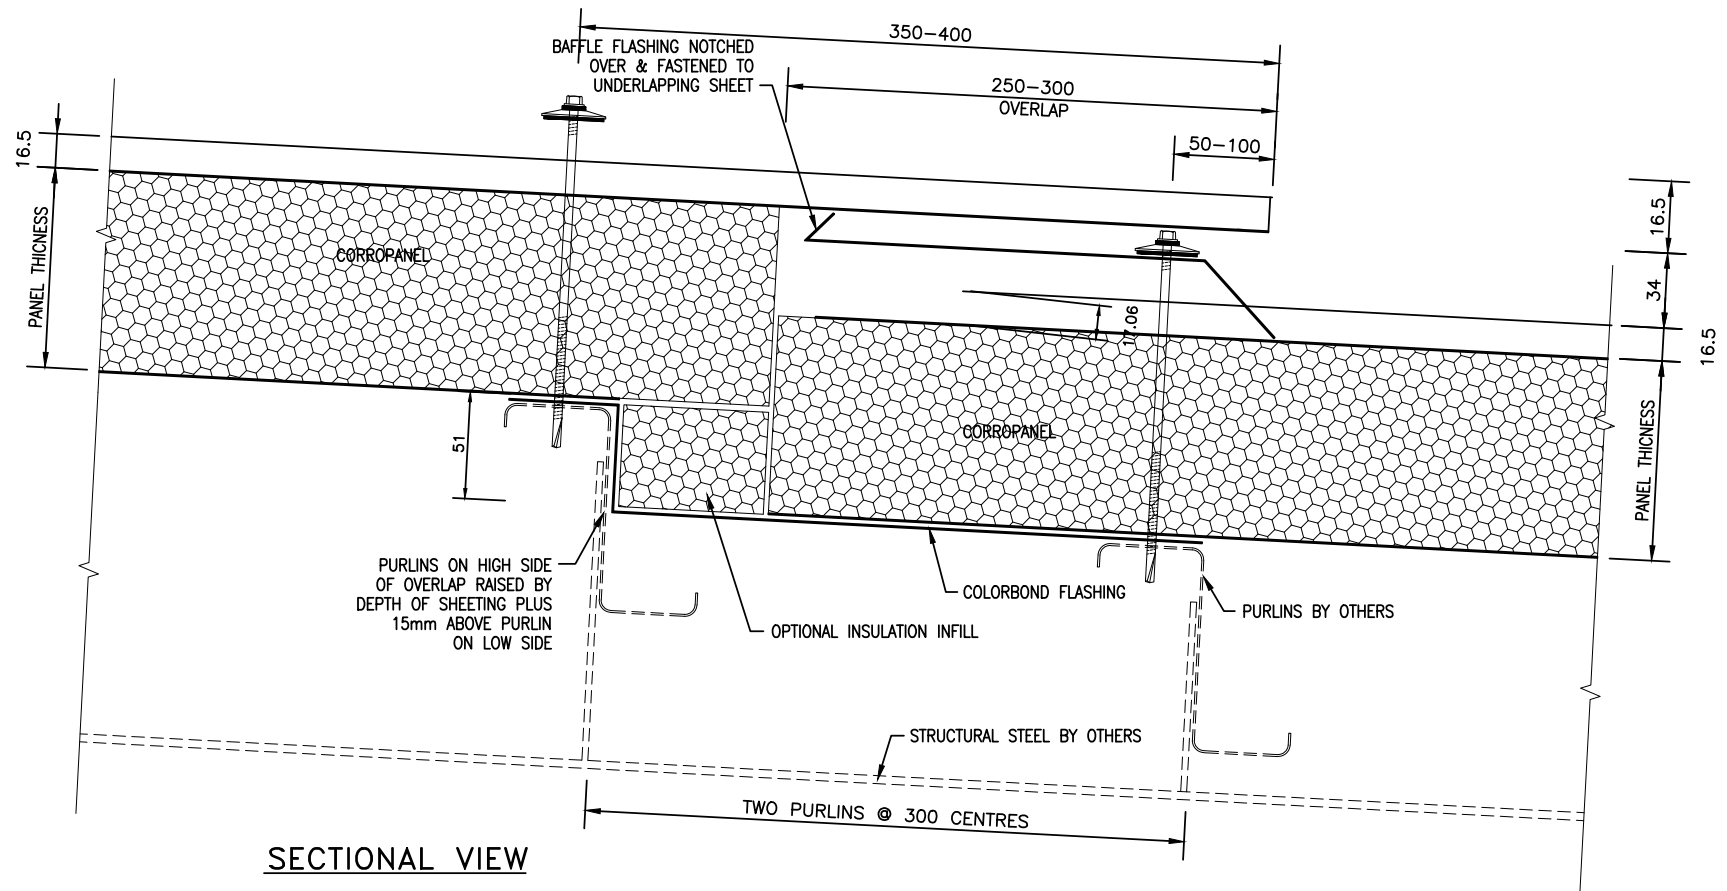 350-400
BAFFLE FLASHING NOTCHED
OVER & FASTENED TO
UNDERLAPPING SHEET
250-300
OVERLAP
50-100
16.5
PANEL THICNESS
CORROPANEL
16.5
34
17.06
16.5
CORROPANEL
PANEL THICNESS
51
PURLINS ON HIGH SIDE
OF OVERLAP RAISED BY
DEPTH OF SHEETING PLUS
15mm ABOVE PURLIN
ON LOW SIDE
COLORBOND FLASHING
PURLINS BY OTHERS
OPTIONAL INSULATION INFILL
STRUCTURAL STEEL BY OTHERS
TWO PURLINS @ 300 CENTRES
SECTIONAL VIEW